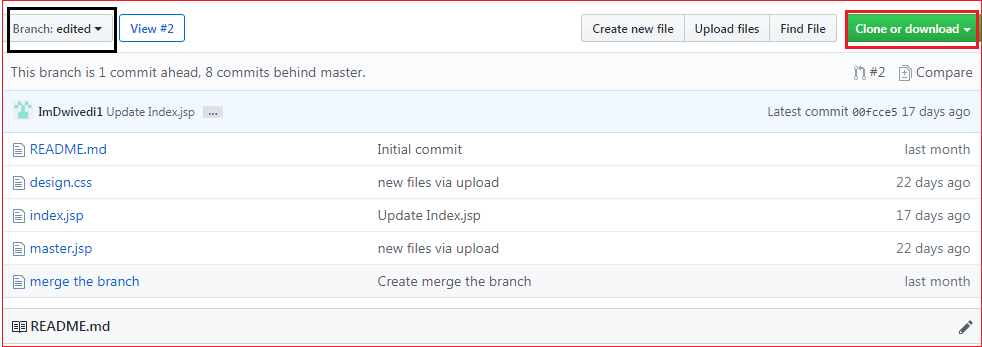 Branch: edited View #2 Create new file Upload files Find File Clone or download
This branch is 1 commit ahead, 8 commits behind master. #2 Compare
ImDwivedi1 Update Index.jsp ... Latest commit 00fcce5 17 days ago
README.md Initial commit last month
design.css new files via upload 22 days ago
index.jsp Update Index.jsp 17 days ago
master.jsp new files via upload 22 days ago
merge the branch Create merge the branch last month
README.md